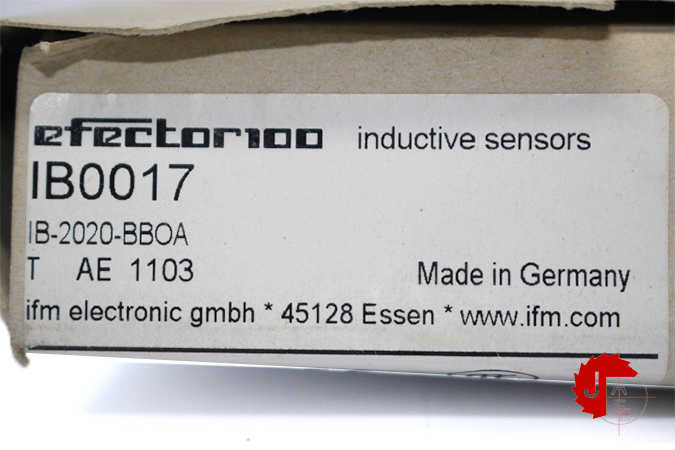 efector100 inductive sensors
IB0017
IB-2020-BBOA
T AE 1103 Made in Germany
ifm electronic gmbh * 45128 Essen * www.ifm.com